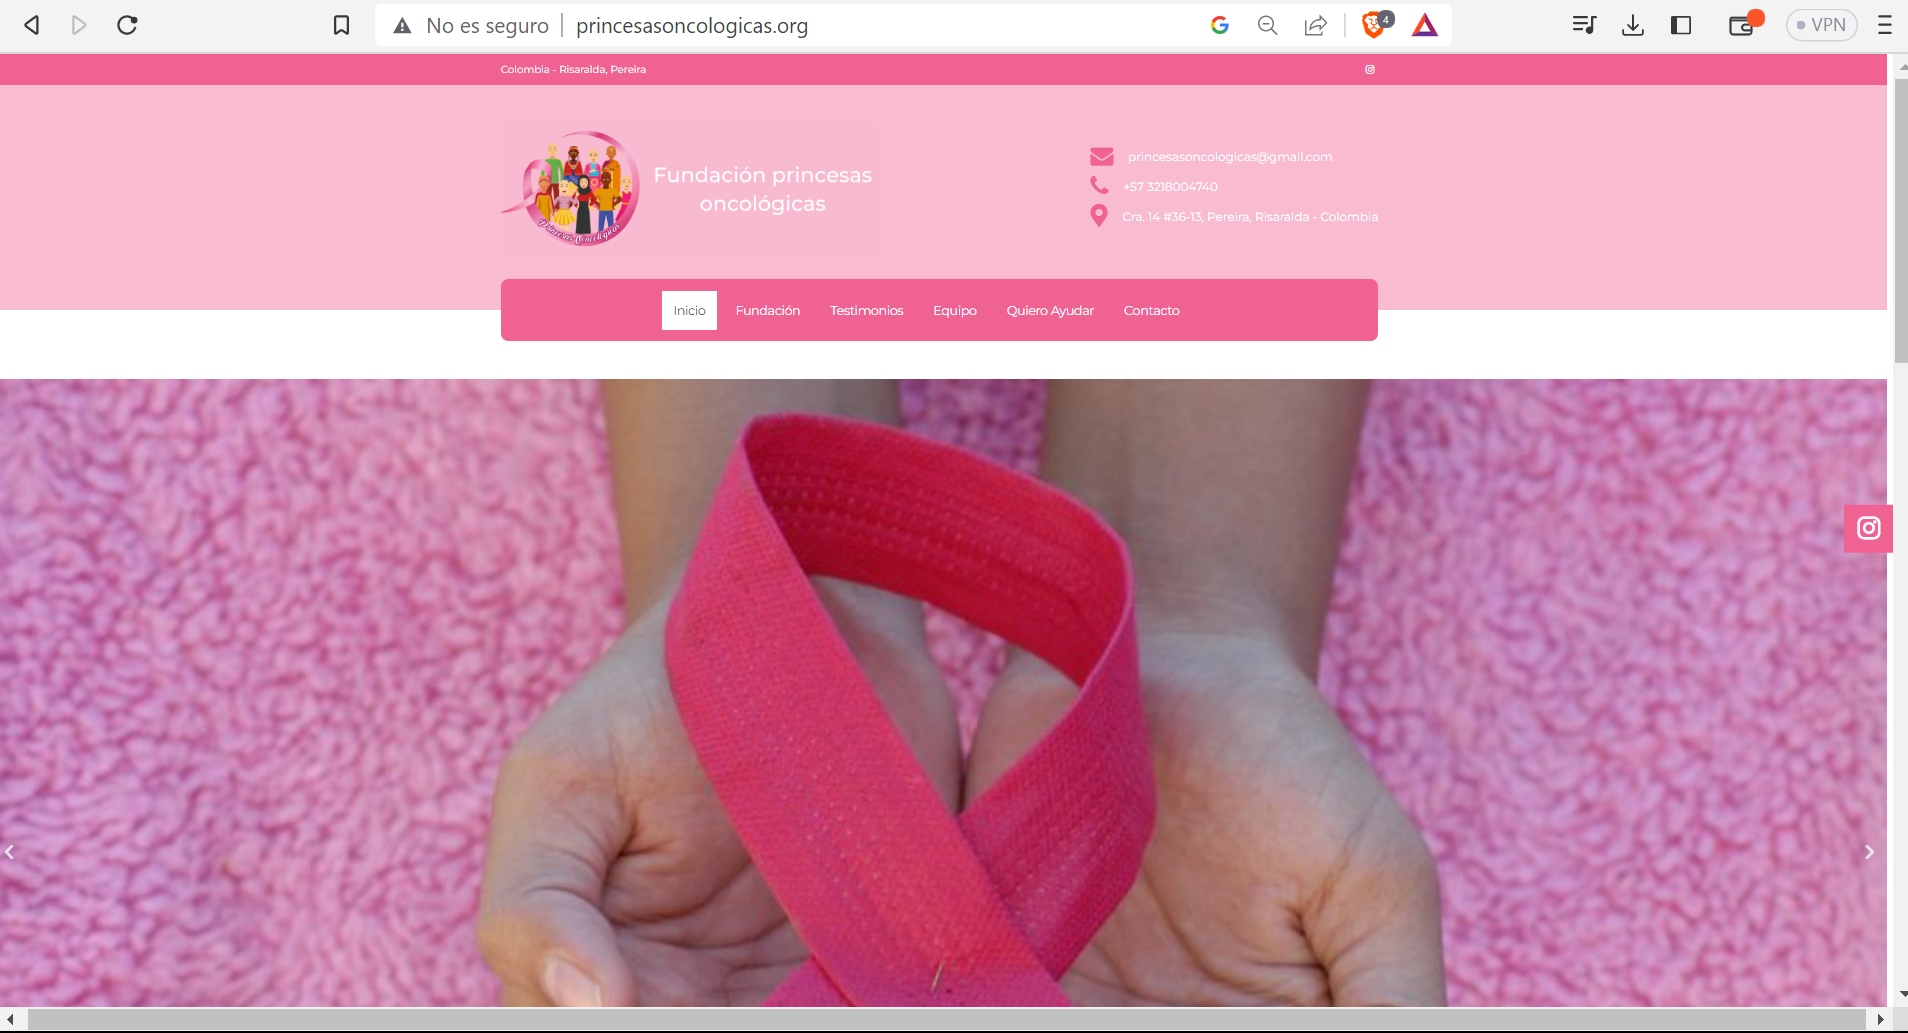 No es seguro princesasoncologicas.org
4
VPN
Colombia - Risaralda, Pereira
Princesas Oncológicas
Fundación princesas
oncológicas
princesasoncologicas@gmail.com
+57 3218004740
Cra. 14 #36-13, Pereira, Risaralda - Colombia
Inicio Fundación Testimonios Equipo Quiero Ayudar Contacto